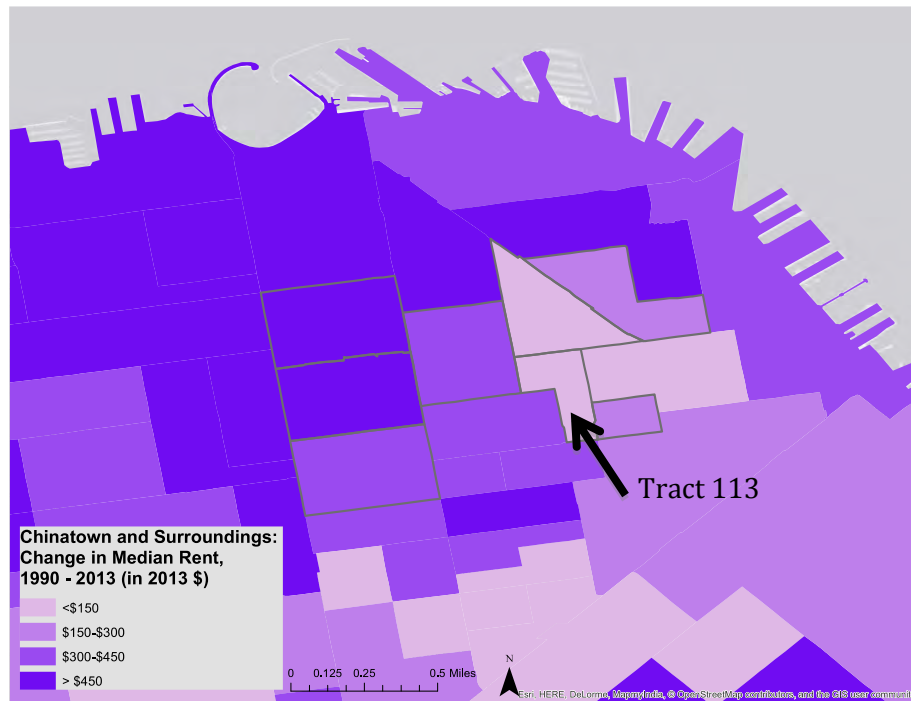 Tract 113
Chinatown and Surroundings:
Change in Median Rent,
1990 - 2013 (in 2013 $)
<$150
$150-$300
$300-$450
> $450
0 0.125 0.25 0.5 Miles
N
Esri, HERE, DeLorme, MapmyIndia, © OpenStreetMap contributors, and the GIS user communit